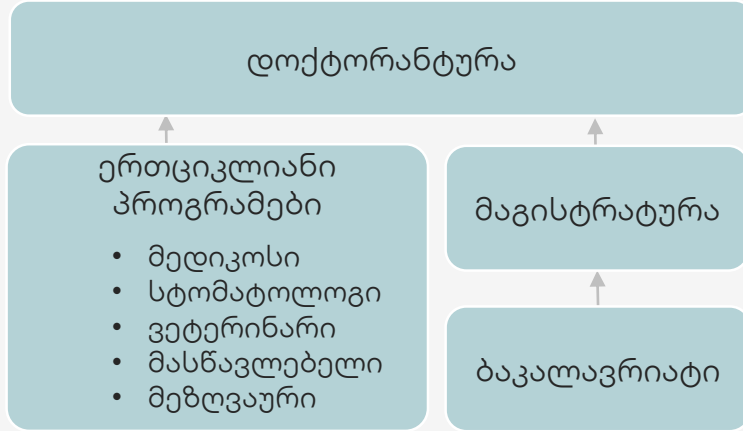 დოქტორანტურა
ერთციკლიანი
პროგრამები
• მედიკოსი
• სტომატოლოგი
• ვეტერინარი
• მასწავლებელი
• მეზღვაური
მაგისტრატურა
ბაკალავრიატი